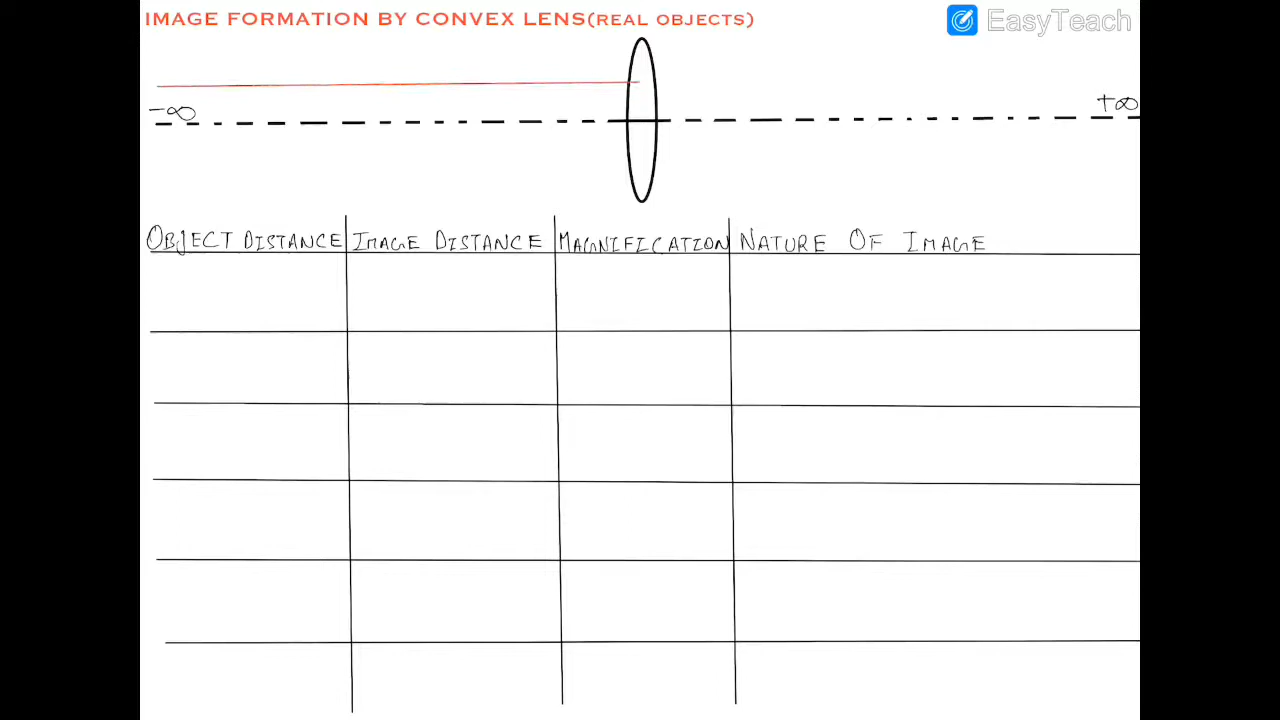 IMAGE FORMATION BY CONVEX LENS(REAL OBJECTS)
EasyTeach
-∞
+∞
OBJECT DISTANCE IMAGE DISTANCE MAGNIFICATION NATURE OF IMAGE